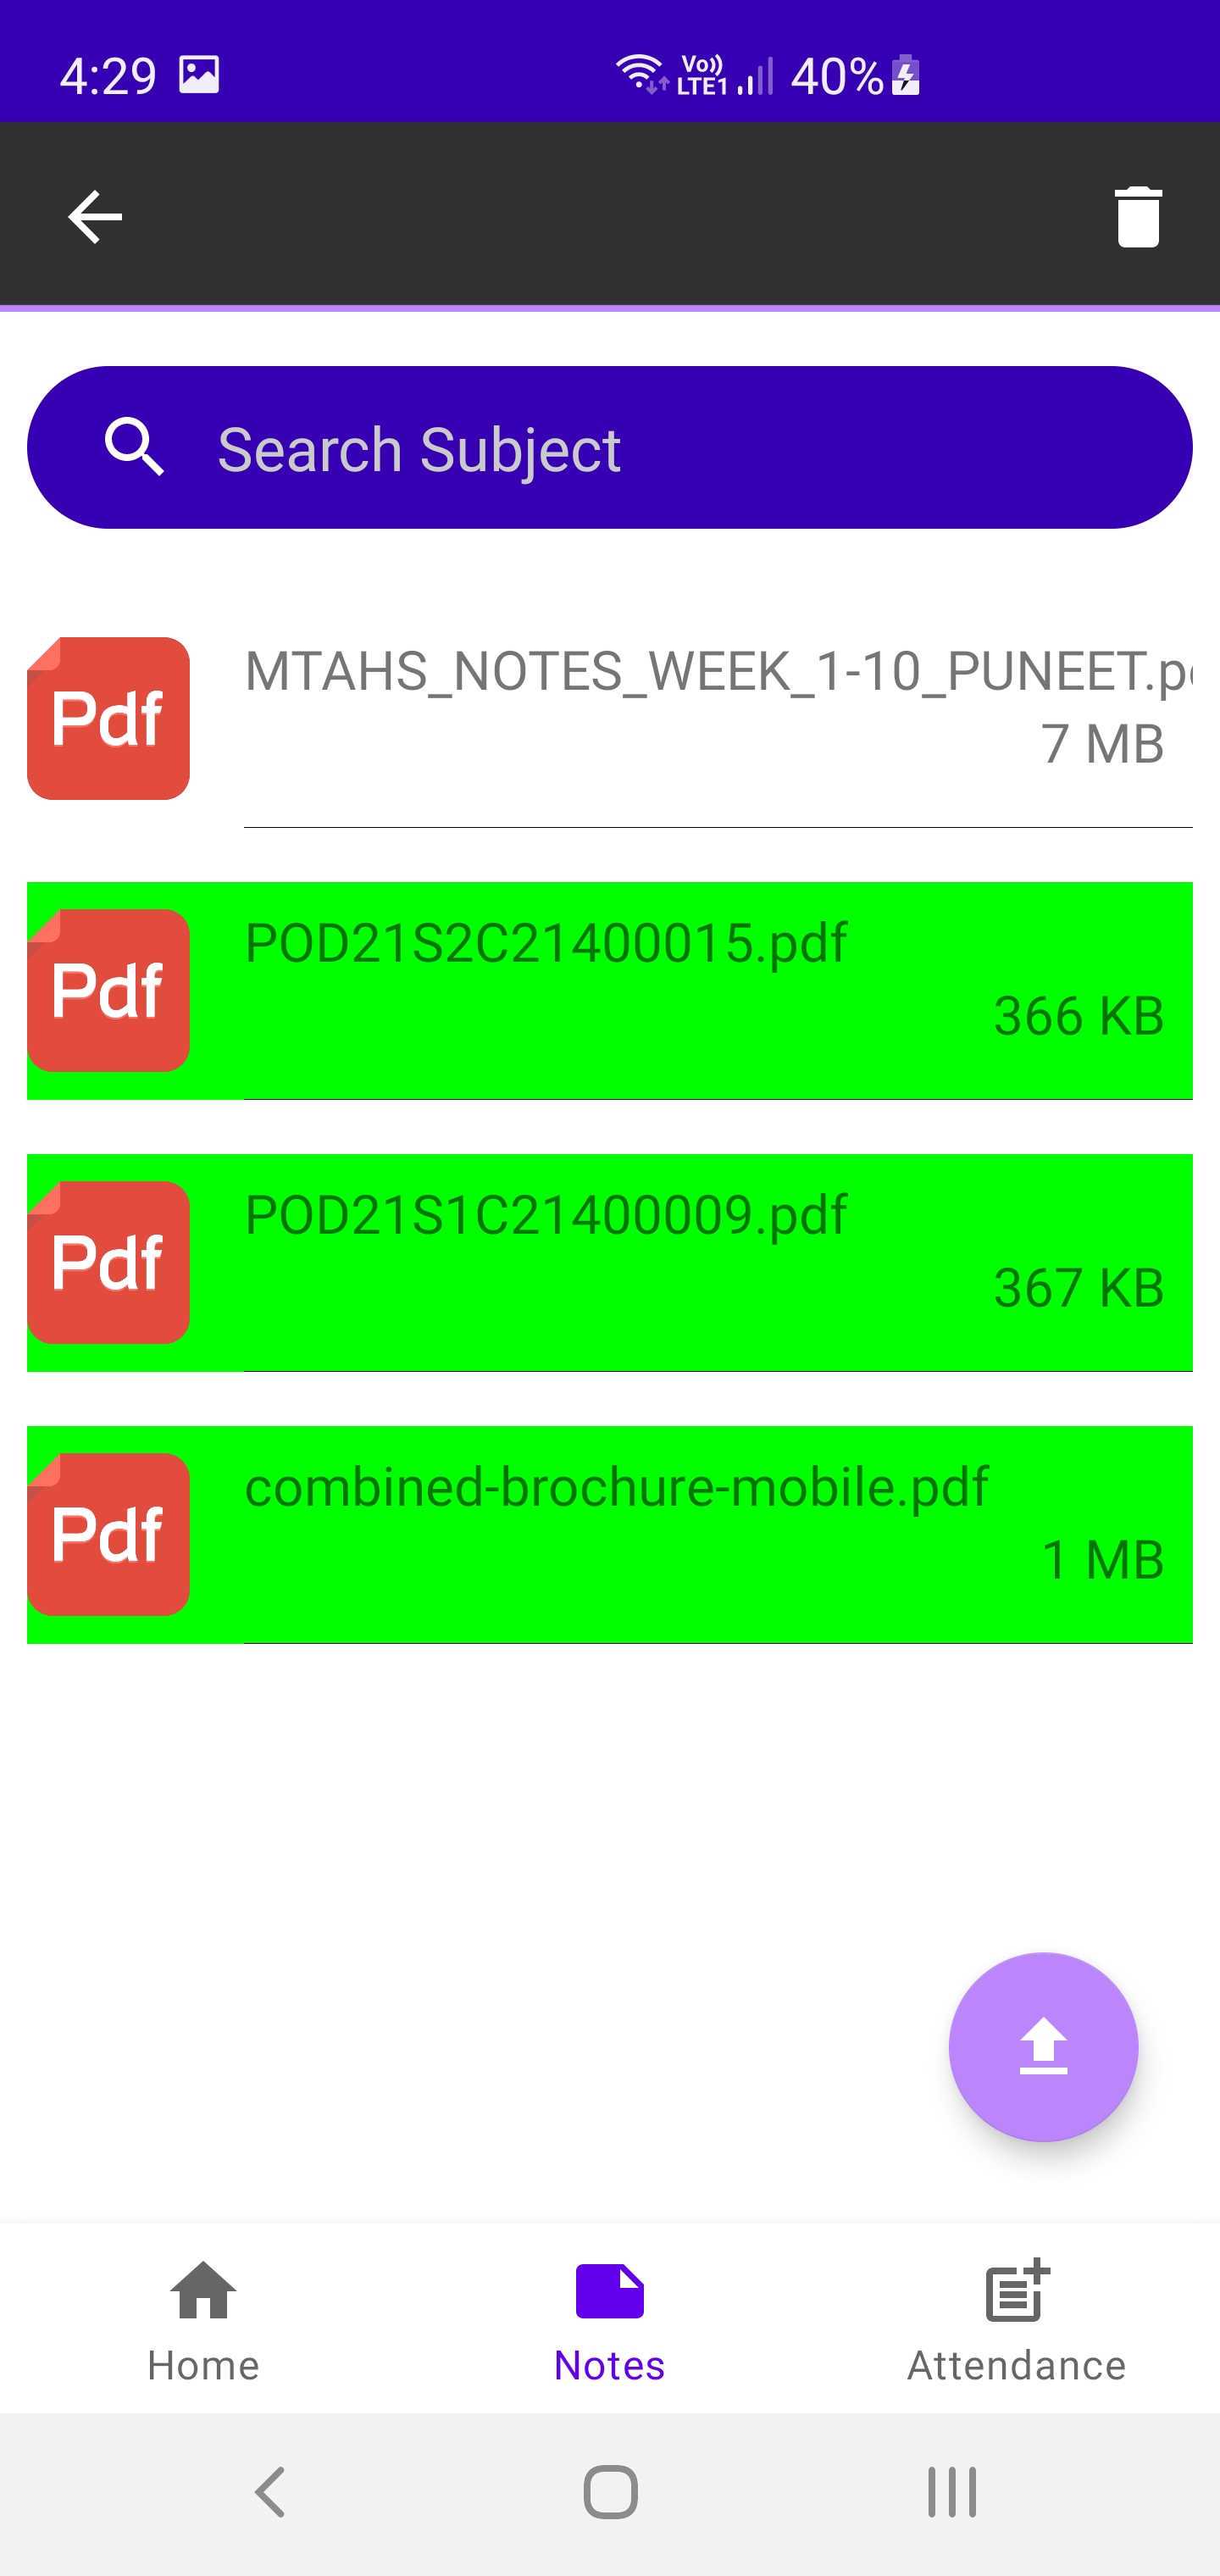 4:29 Vo)) LTE1 40%
Search Subject
Pdf
MTAHS_NOTES_WEEK_1-10_PUNEET.p
7 MB
Pdf
POD21S2C21400015.pdf
366 KB
Pdf
POD21S1C21400009.pdf
367 KB
Pdf
combined-brochure-mobile.pdf
1 MB
Home Notes Attendance